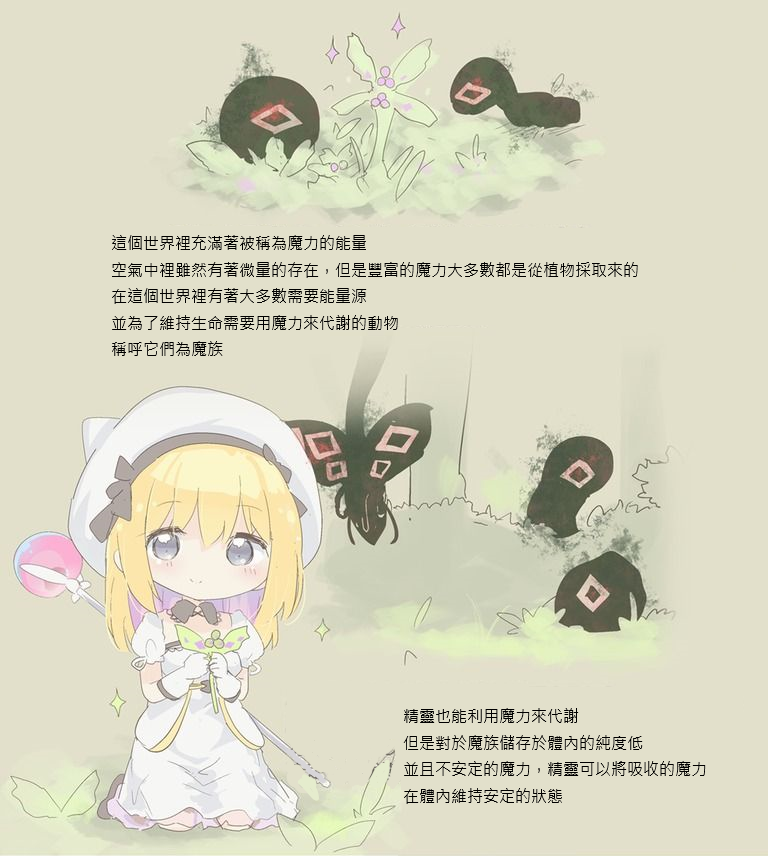 這個世界裡充滿著被稱為魔力的能量
空氣中裡雖然有著微量的存在，但是豐富的魔力大多數都是從植物採取來的
在這個世界裡有著大多數需要能量源
並為了維持生命需要用魔力來代謝的動物
稱呼它們為魔族
精靈也能利用魔力來代謝
但是對於魔族儲存於體內的純度低
並且不安定的魔力，精靈可以將吸收的魔力
在體內維持安定的狀態